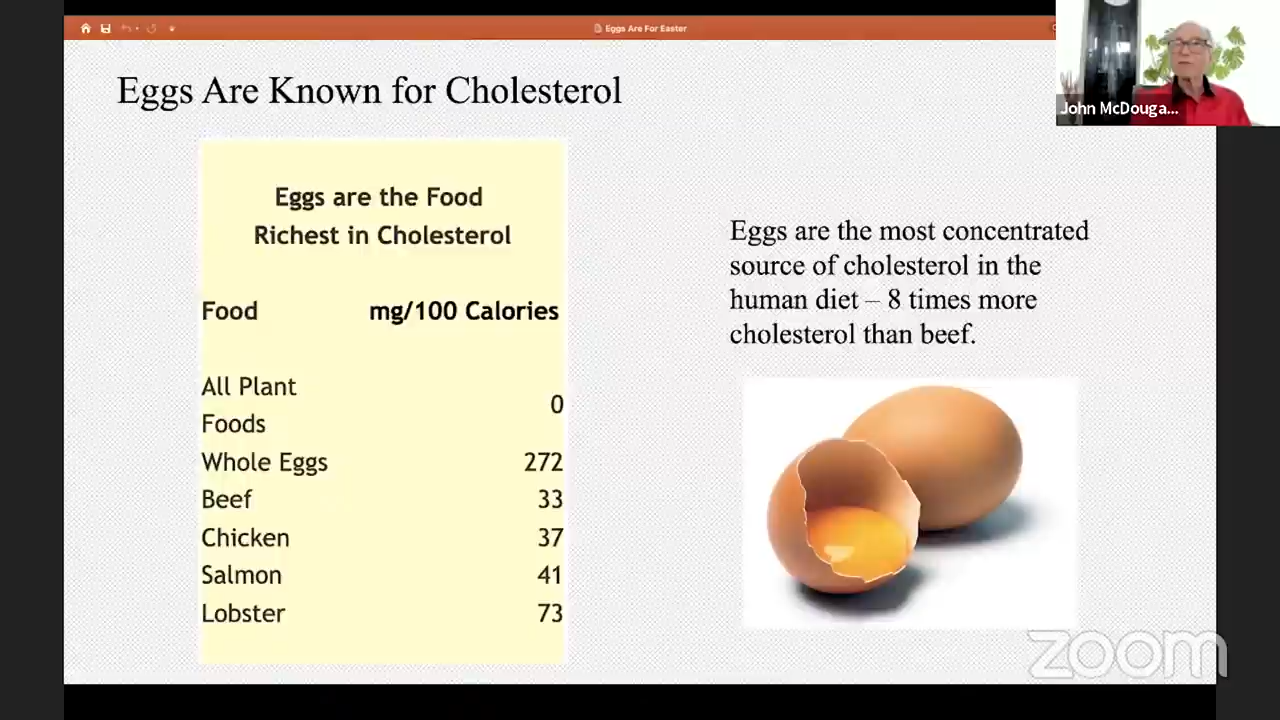 Eggs Are For Easter
John McDouga...
Eggs Are Known for Cholesterol
Eggs are the Food
Richest in Cholesterol
Food mg/100 Calories
All Plant
Foods 0
Whole Eggs 272
Beef 33
Chicken 37
Salmon 41
Lobster 73
Eggs are the most concentrated
source of cholesterol in the
human diet – 8 times more
cholesterol than beef.
zoom